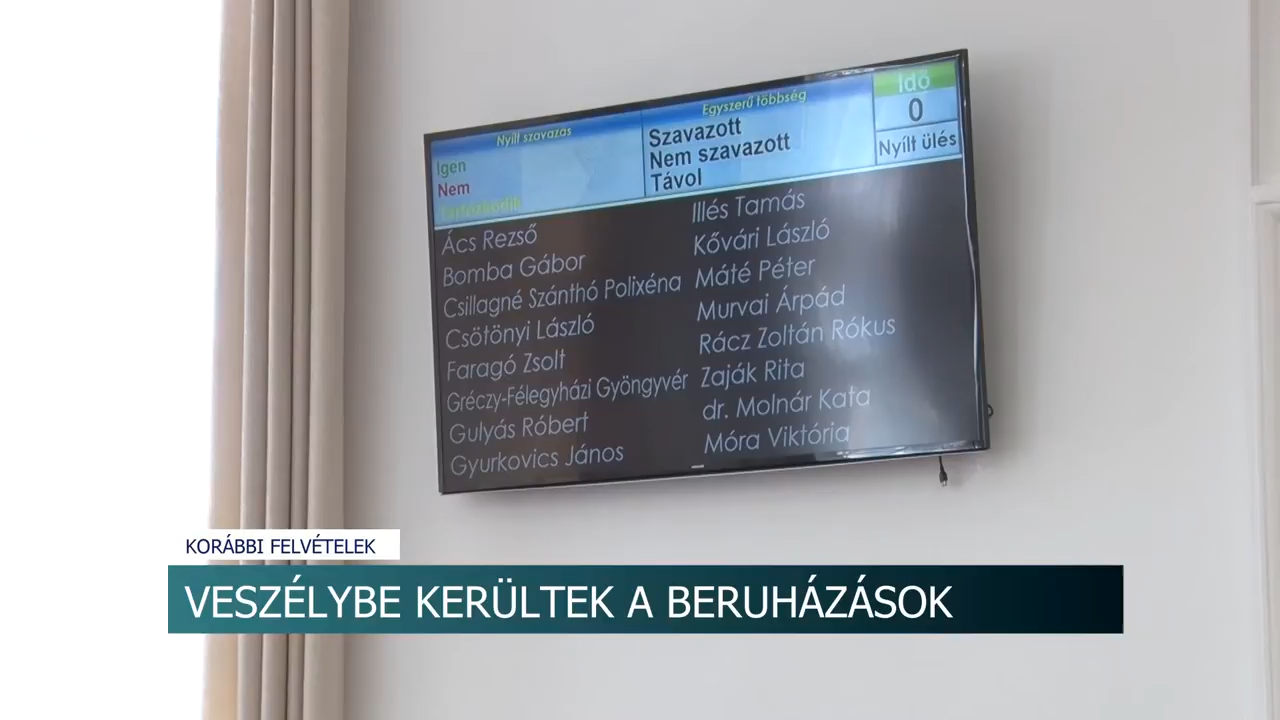 Nyílt szavazás
Igen
Nem
Tartózkodik
Egyszerű többség
Szavazott
Nem szavazott
Távol
Idő
0
Nyílt ülés
Ács Rezső
Bomba Gábor
Csillagné Szánthó Polixéna
Csötönyi László
Faragó Zsolt
Gréczy-Félegyházi Gyöngyvér
Gulyás Róbert
Gyurkovics János
Illés Tamás
Kővári László
Máté Péter
Murvai Árpád
Rácz Zoltán Rókus
Zaják Rita
dr. Molnár Kata
Móra Viktória
KORÁBBI FELVÉTELEK
VESZÉLYBE KERÜLTEK A BERUHÁZÁSOK